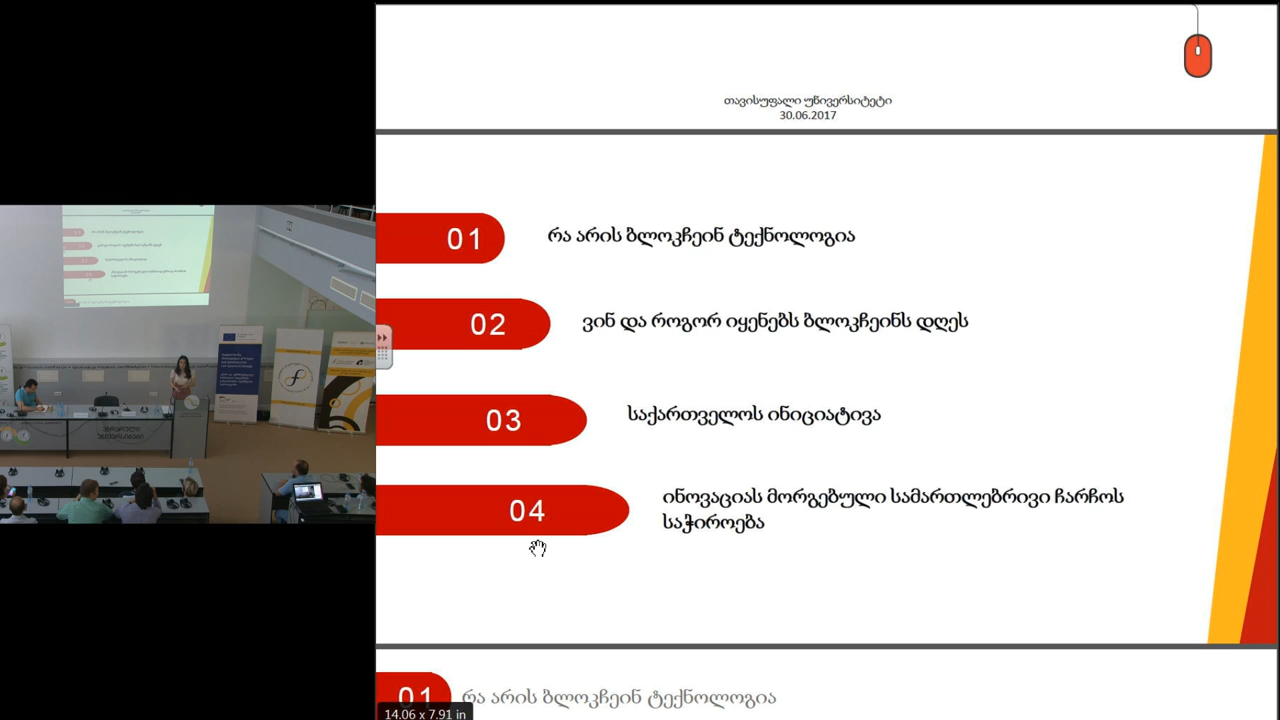 თავისუფალი უნივერსიტეტი
30.06.2017
01
რა არის ბლოკჩეინ ტექნოლოგია
02
ვინ და როგორ იყენებს ბლოკჩეინს დღეს
03
საქართველოს ინიციატივა
04
ინოვაციას მორგებული სამართლებრივი ჩარჩოს
საჭიროება
01
რა არის ბლოკჩეინ ტექნოლოგია
14.06 x 7.91 in